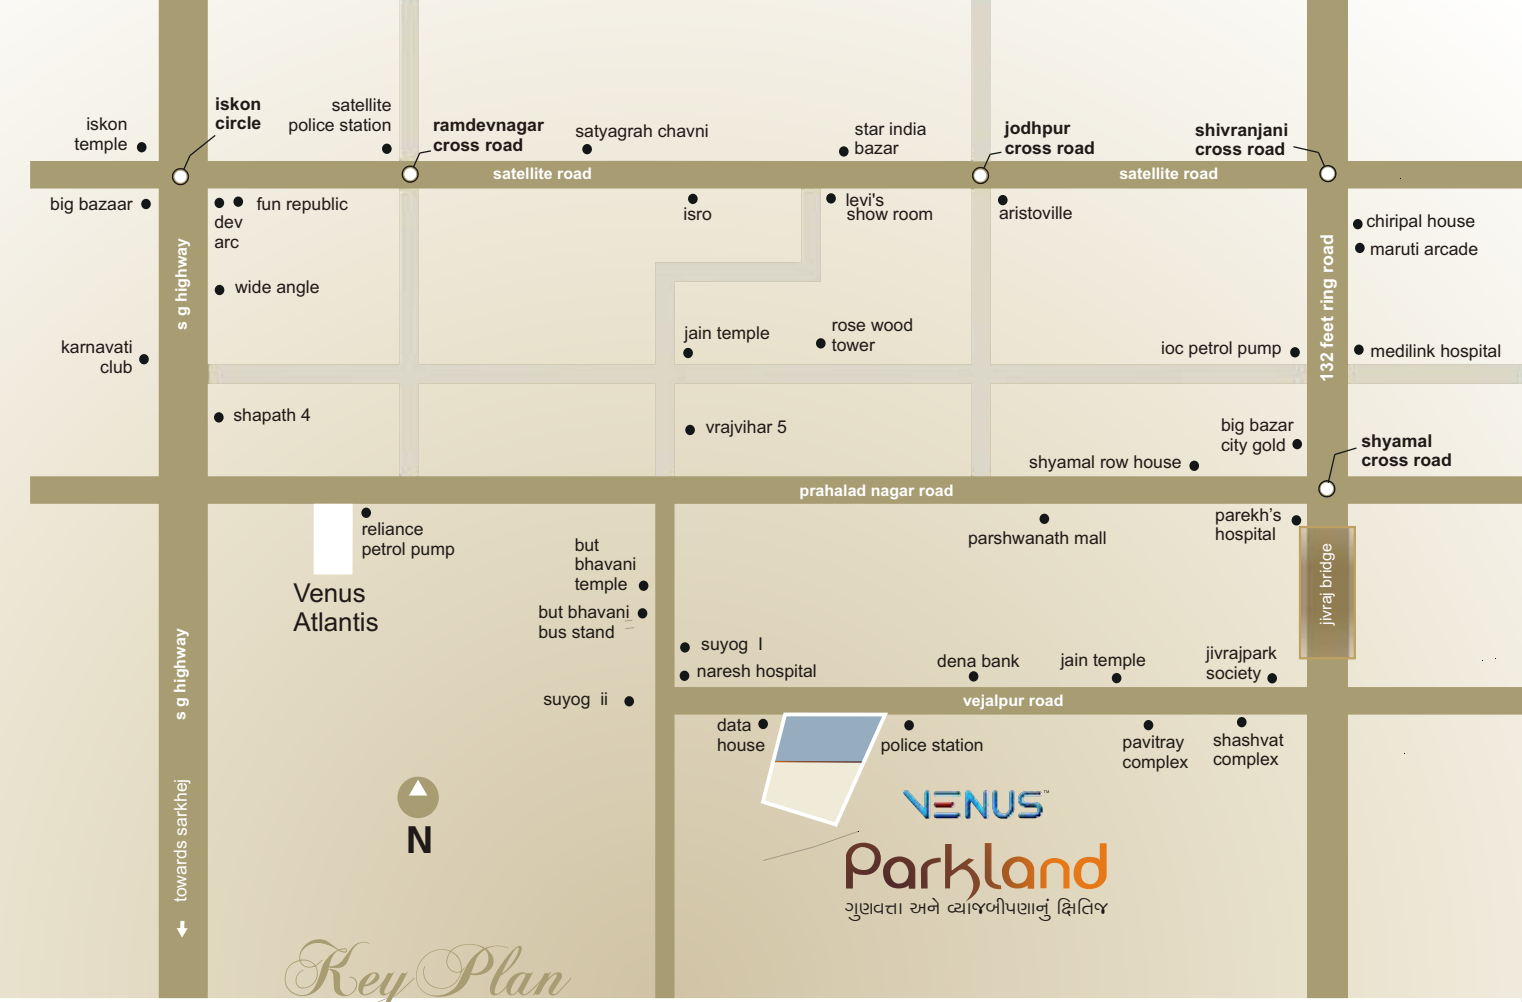 iskon
circle
satellite
police station
iskon
temple
ramdevnagar
cross road
satyagrah chavni
star india
bazar
jodhpur
cross road
shivranjani
cross road
satellite road
satellite road
big bazaar
fun republic
dev
arc
isro
levi's
show room
aristoville
chiripal house
maruti arcade
s g highway
132 feet ring road
wide angle
karnavati
club
jain temple
rose wood
tower
ioc petrol pump
medilink hospital
shapath 4
vrajvihar 5
big bazar
city gold
shyamal row house
shyamal
cross road
prahalad nagar road
reliance
petrol pump
Venus
Atlantis
but
bhavani
temple
but bhavani
bus stand
parshwanath mall
parekh's
hospital
jivraj bridge
suyog I
naresh hospital
suyog ii
dena bank
jain temple
jivrajpark
society
s g highway
vejalpur road
data
house
police station
pavitray
complex
shashvat
complex
towards sarkhej
N
VENUS™
Parkland
ગુણવત્તા અને વ્યાજબીપણાનું ક્ષિતિજ
Key Plan